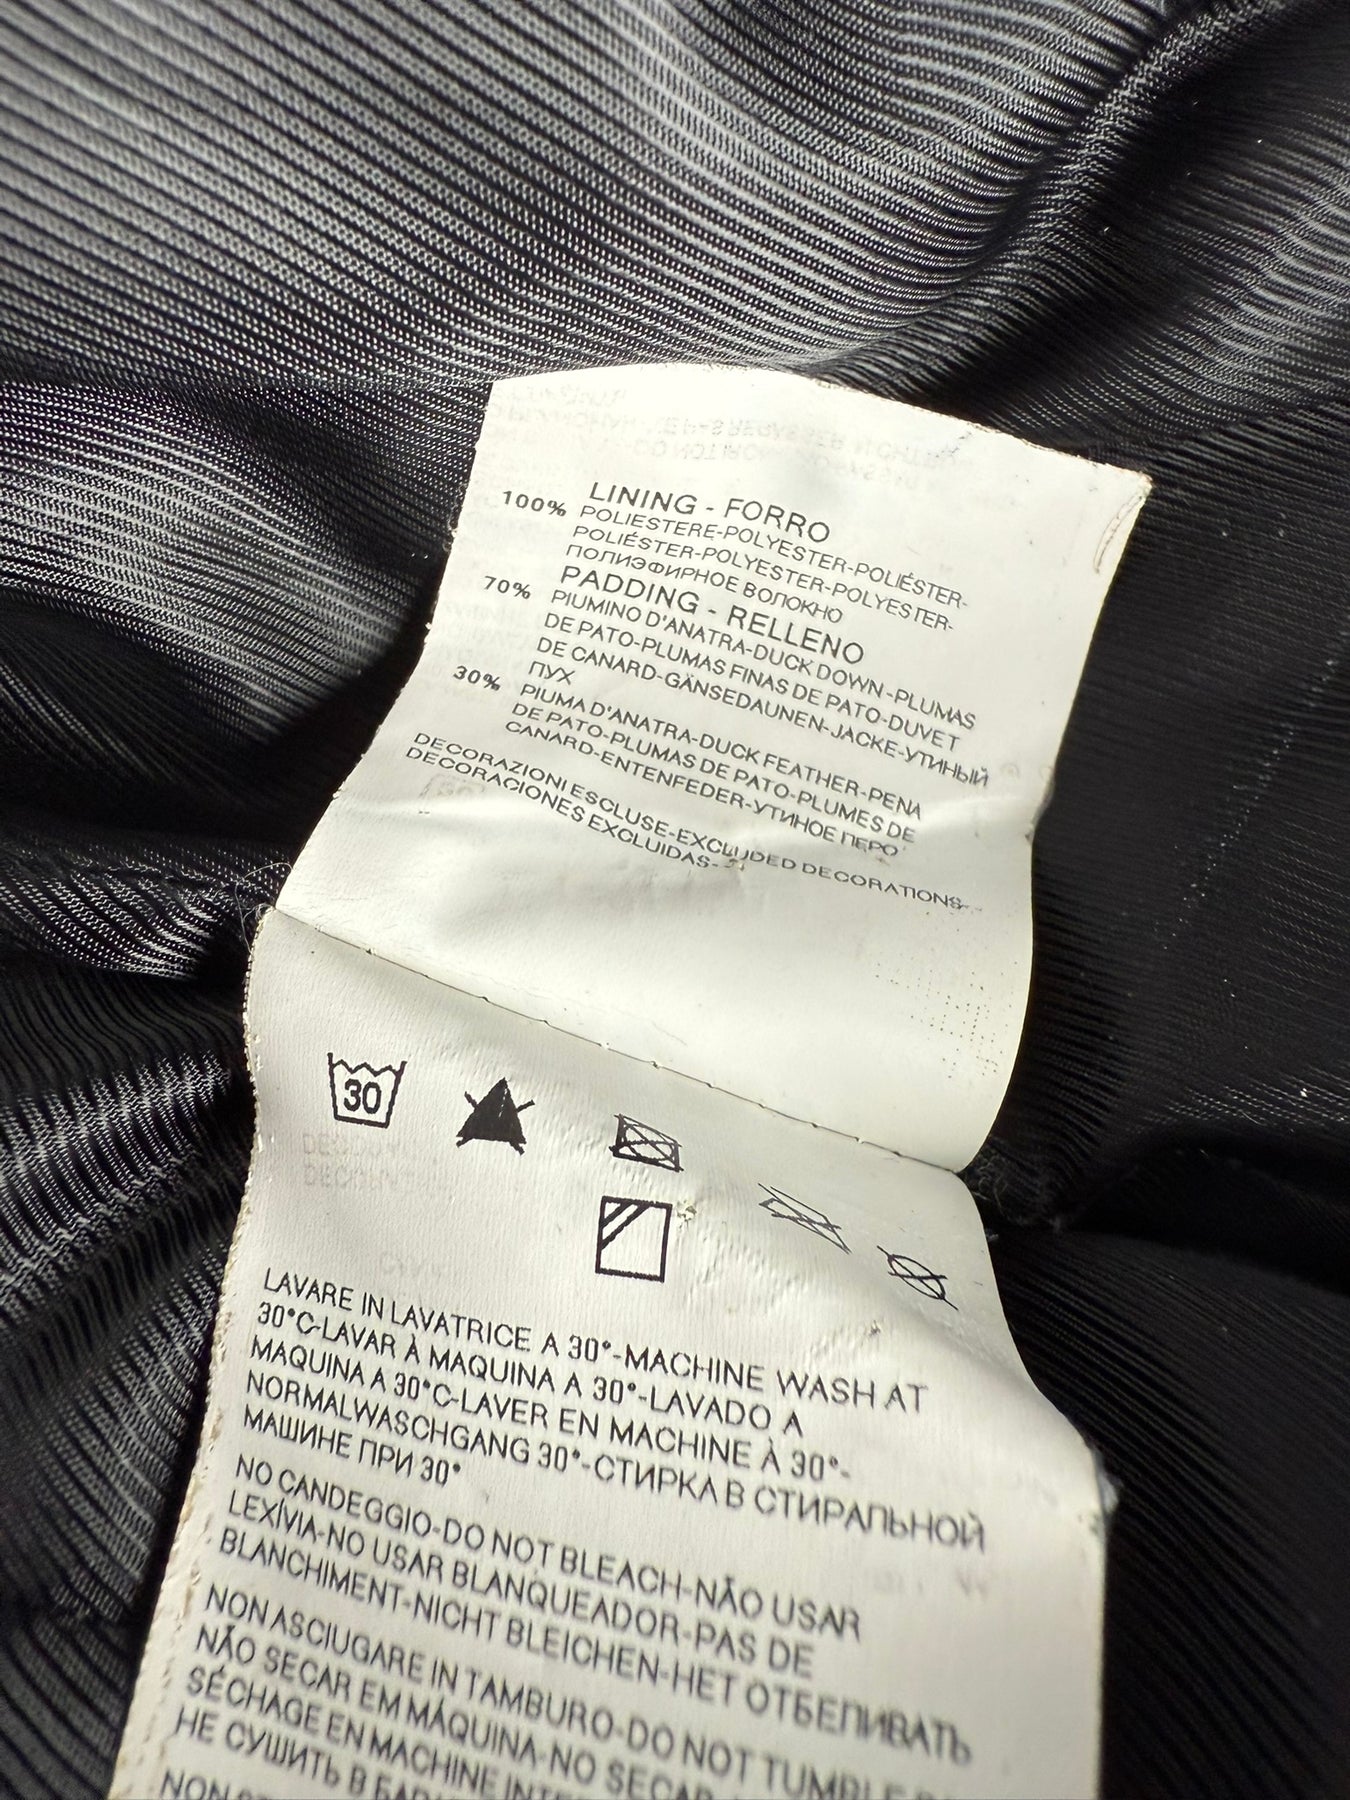 LINING - FORRO
100% POLIESTERE-POLYESTER-POLIÉSTER-
POLIÉSTER-POLYESTER-POLYESTER-
ПОЛИЭФИРНОЕ ВОЛОКНО
PADDING - RELLENO
70% PIUMINO D'ANATRA-DUCK DOWN-PLUMAS
DE PATO-PLUMAS FINAS DE PATO-DUVET
DE CANARD-GÄNSEDAUNEN-JACKE-УТИНЫЙ
ПУХ
30% PIUMA D'ANATRA-DUCK FEATHER-PENA
DE PATO-PLUMAS DE PATO-PLUMES DE
CANARD-ENTENFEDER-УТИНОЕ ПЕРО
DECORAZIONI ESCLUSE-EXCLUDED DECORATIONS-
DECORACIONES EXCLUIDAS-
30
LAVARE IN LAVATRICE A 30°-MACHINE WASH AT
30°C-LAVAR À MAQUINA A 30°-LAVADO A
MAQUINA A 30°C-LAVER EN MACHINE À 30°-
NORMALWASCHGANG 30°-СТИРКА В СТИРАЛЬНОЙ
МАШИНЕ ПРИ 30°
NO CANDEGGIO-DO NOT BLEACH-NÃO USAR
LEXÍVIA-NO USAR BLANQUEADOR-PAS DE
BLANCHIMENT-NICHT BLEICHEN-НЕТ ОТБЕЛИВАТЬ
NON ASCIUGARE IN TAMBURO-DO NOT TUMBLE
NÃO SECAR EM MÁQUINA-NO SECAR
SÉCHAGE EN MACHINE
НЕ СУШИТЬ В
NON